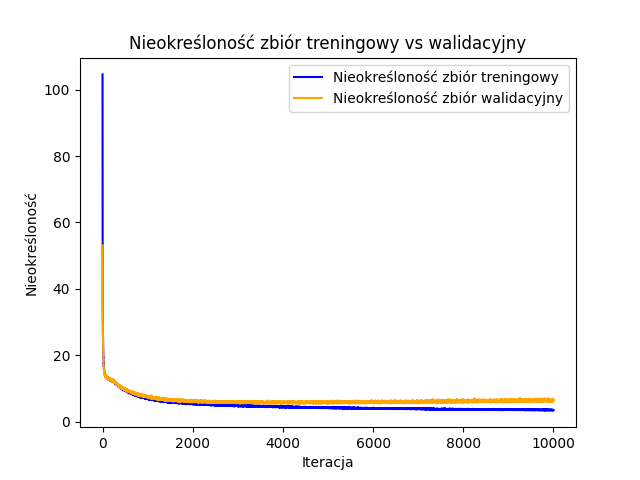 Nieokreśloność zbiór treningowy vs walidacyjny
Nieokreśloność zbiór treningowy
Nieokreśloność zbiór walidacyjny
Nieokreśloność
100
80
60
40
20
0
0 2000 4000 6000 8000 10000
Iteracja